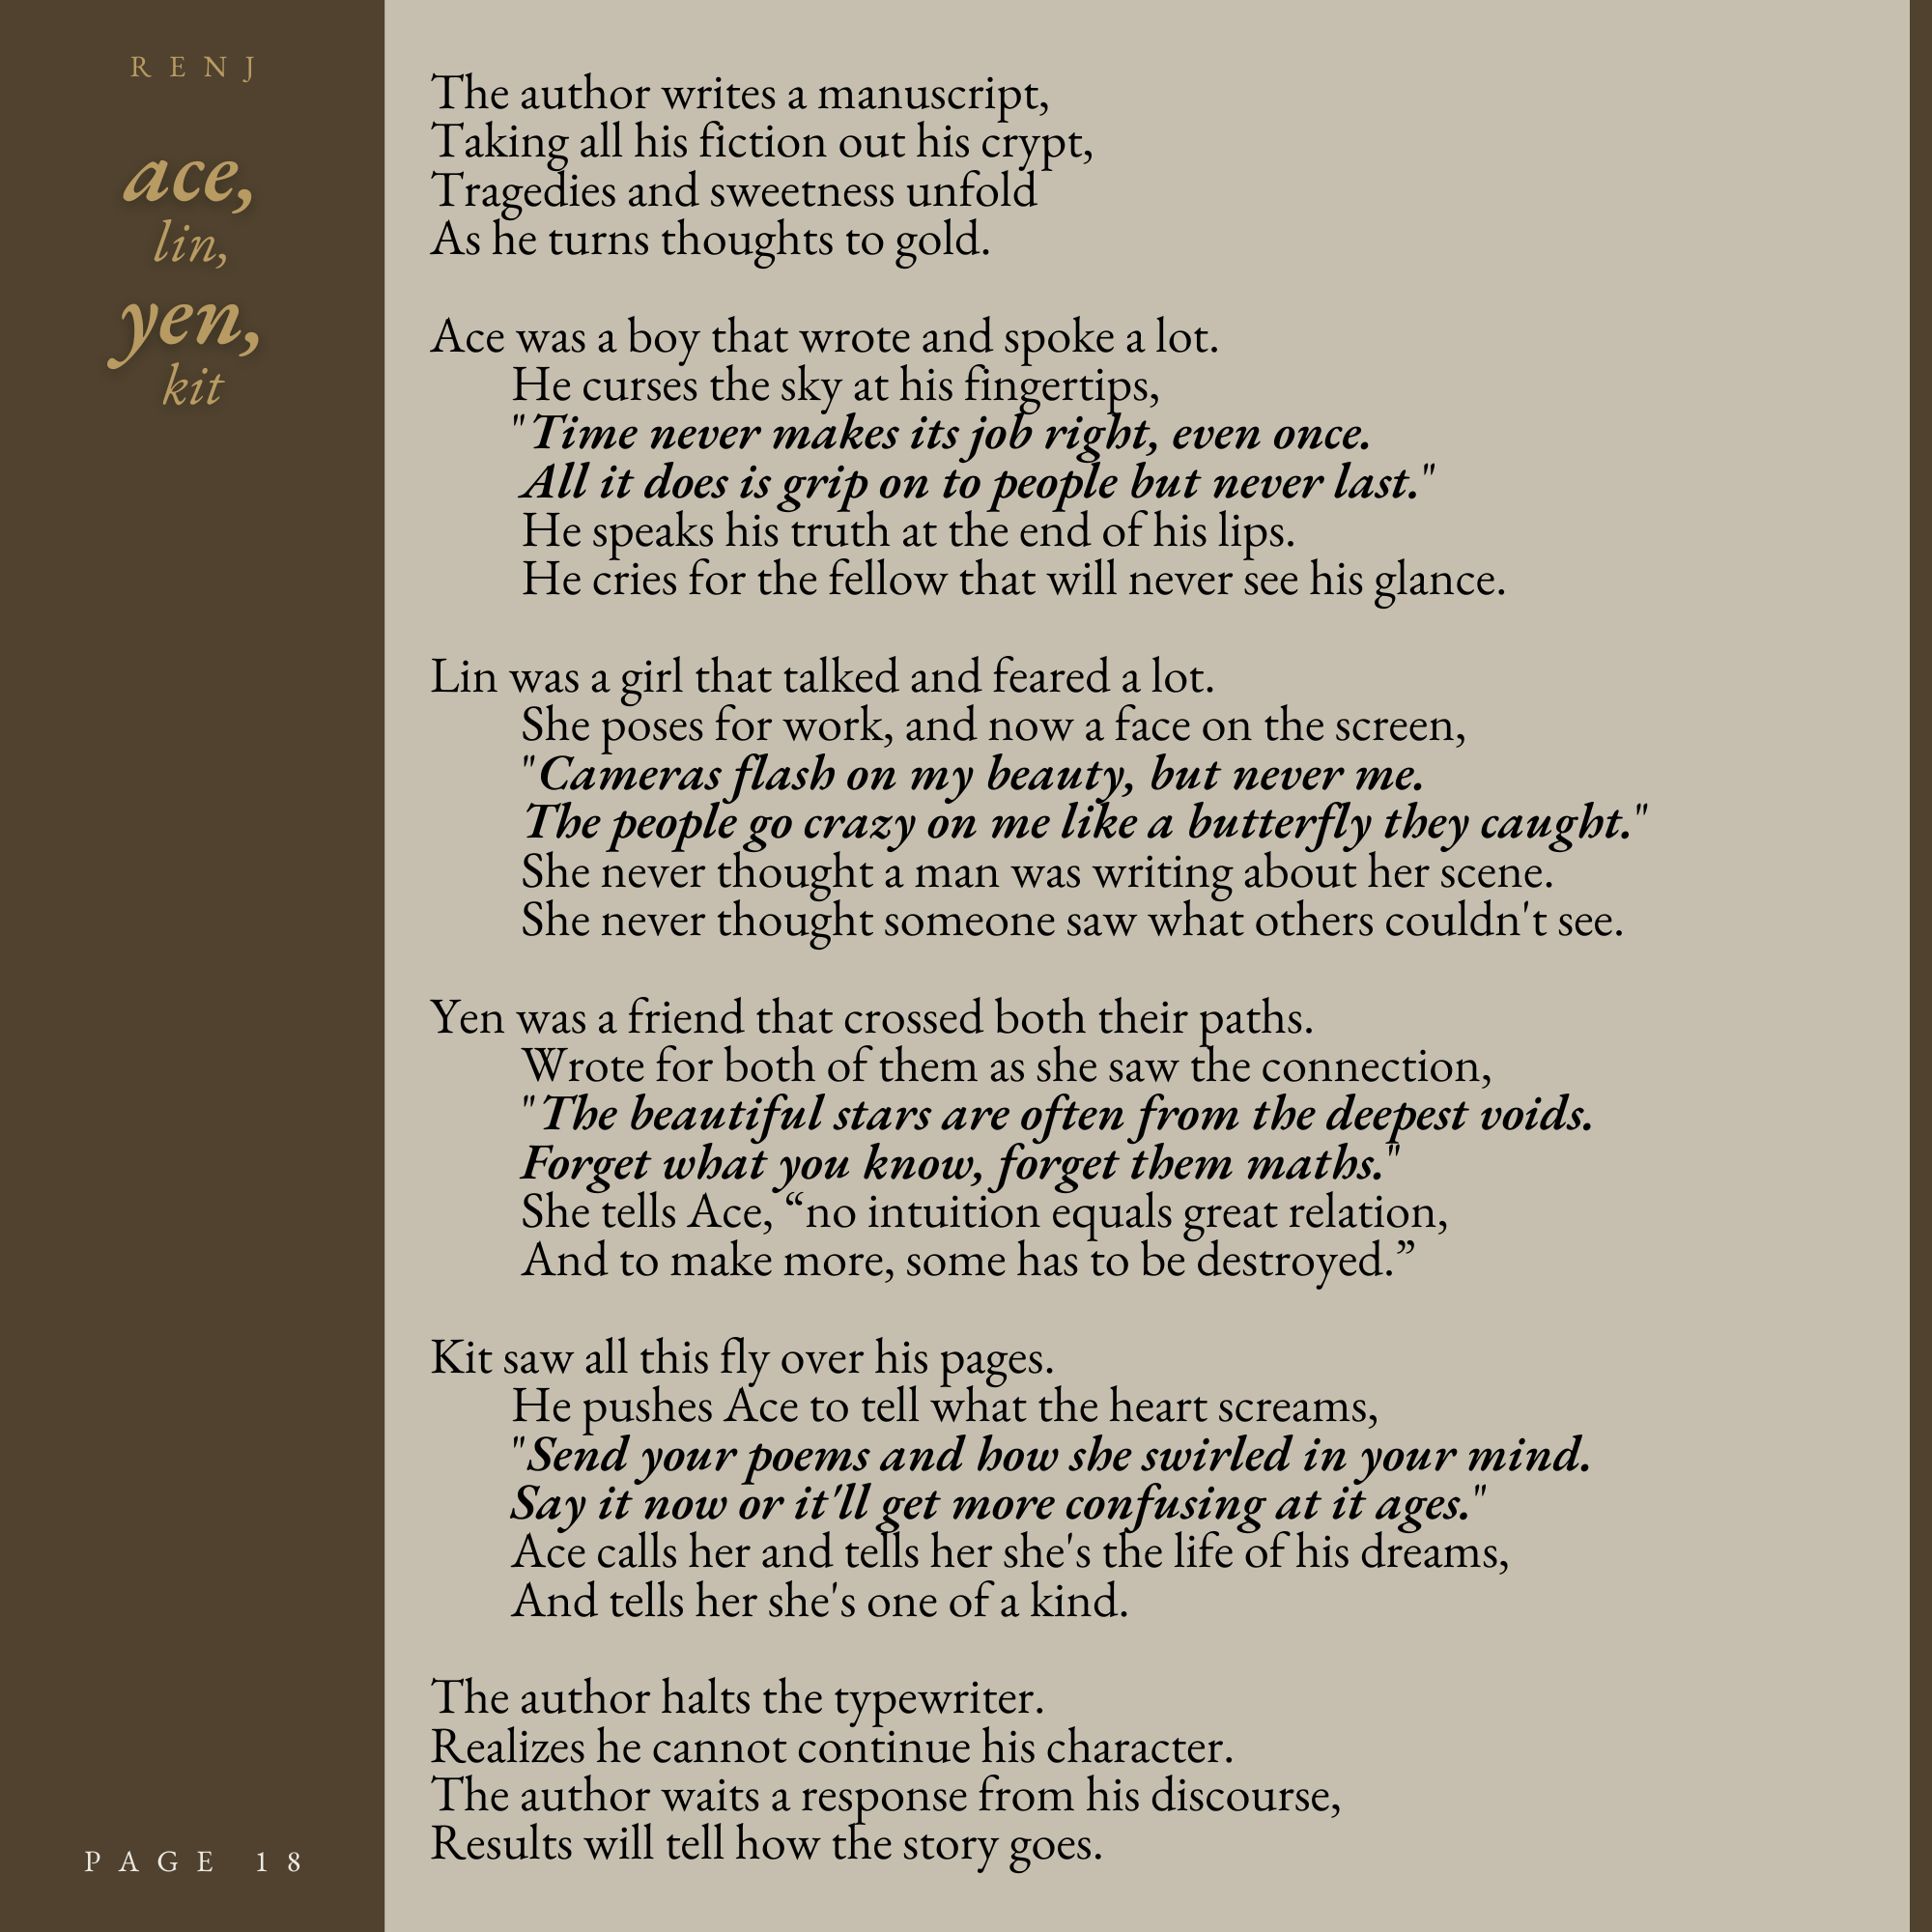 RENJ
ace,
lin,
yen,
kit
The author writes a manuscript,
Taking all his fiction out his crypt,
Tragedies and sweetness unfold
As he turns thoughts to gold.
Ace was a boy that wrote and spoke a lot.
He curses the sky at his fingertips,
"Time never makes its job right, even once.
All it does is grip on to people but never last."
He speaks his truth at the end of his lips.
He cries for the fellow that will never see his glance.
Lin was a girl that talked and feared a lot.
She poses for work, and now a face on the screen,
"Cameras flash on my beauty, but never me.
The people go crazy on me like a butterfly they caught."
She never thought a man was writing about her scene.
She never thought someone saw what others couldn't see.
Yen was a friend that crossed both their paths.
Wrote for both of them as she saw the connection,
"The beautiful stars are often from the deepest voids.
Forget what you know, forget them maths."
She tells Ace, “no intuition equals great relation,
And to make more, some has to be destroyed.”
Kit saw all this fly over his pages.
He pushes Ace to tell what the heart screams,
"Send your poems and how she swirled in your mind.
Say it now or it'll get more confusing at it ages."
Ace calls her and tells her she's the life of his dreams,
And tells her she's one of a kind.
The author halts the typewriter.
Realizes he cannot continue his character.
The author waits a response from his discourse,
Results will tell how the story goes.
PAGE 18